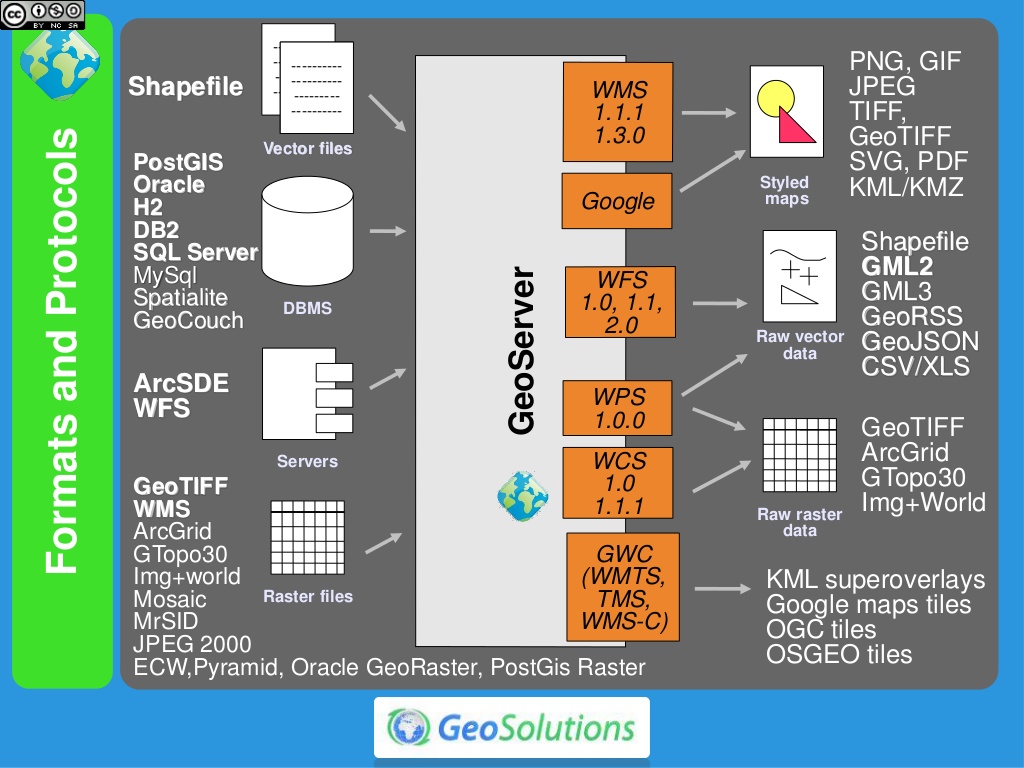 cc
BY NC SA
Formats and Protocols
Shapefile
Vector files
PostGIS
Oracle
H2
DB2
SQL Server
MySql
Spatialite
GeoCouch
DBMS
ArcSDE
WFS
Servers
GeoTIFF
WMS
ArcGrid
GTopo30
Img+world
Mosaic
MrSID
JPEG 2000
ECW,Pyramid, Oracle GeoRaster, PostGis Raster
Raster files
GeoServer
WMS
1.1.1
1.3.0
Google
WFS
1.0, 1.1,
2.0
WPS
1.0.0
WCS
1.0
1.1.1
GWC
(WMTS,
TMS,
WMS-C)
Styled
maps
PNG, GIF
JPEG
TIFF,
GeoTIFF
SVG, PDF
KML/KMZ
Raw vector
data
Shapefile
GML2
GML3
GeoRSS
GeoJSON
CSV/XLS
Raw raster
data
GeoTIFF
ArcGrid
GTopo30
Img+World
KML superoverlays
Google maps tiles
OGC tiles
OSGEO tiles
GeoSolutions